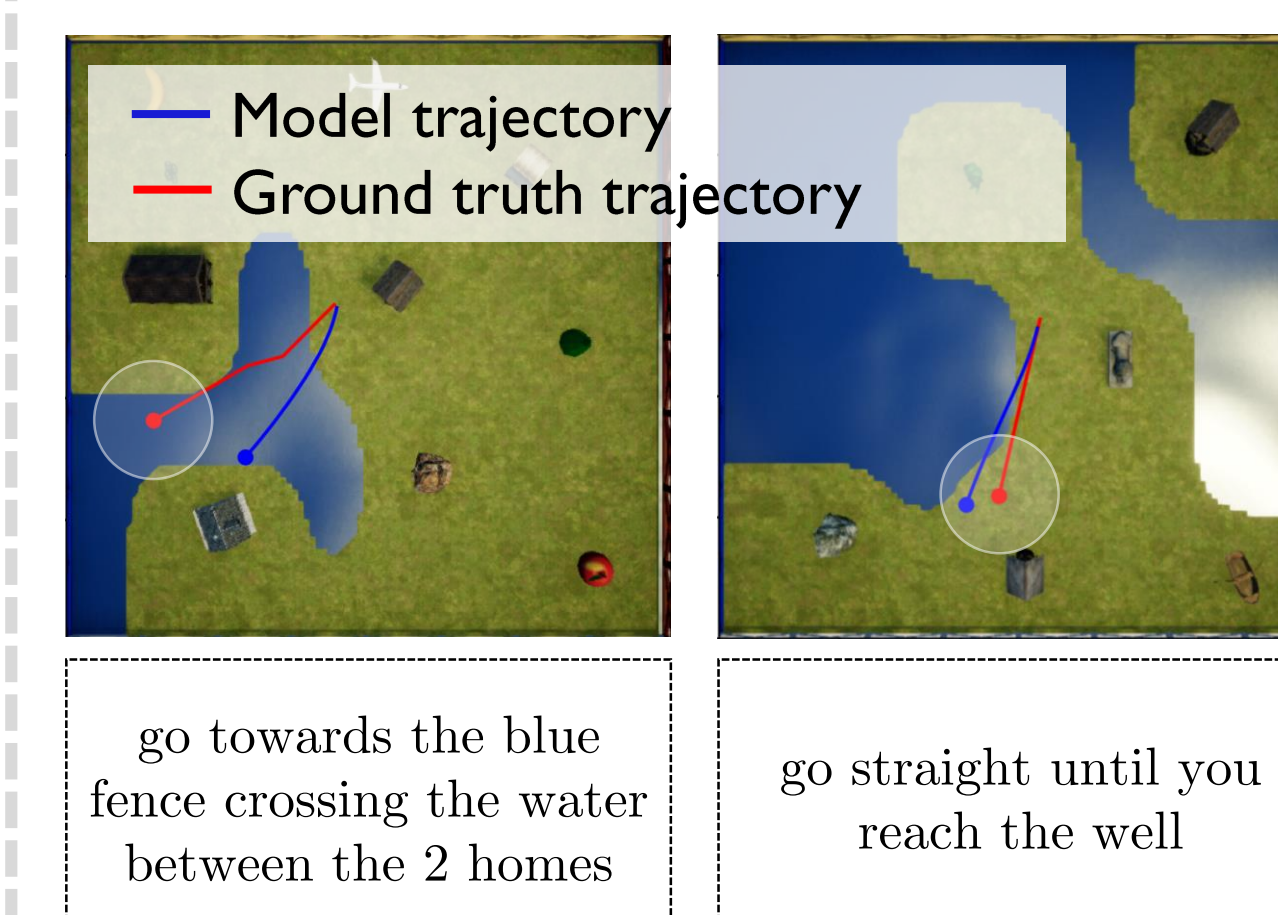 Model trajectory
Ground truth trajectory
go towards the blue
fence crossing the water
between the 2 homes
go straight until you
reach the well